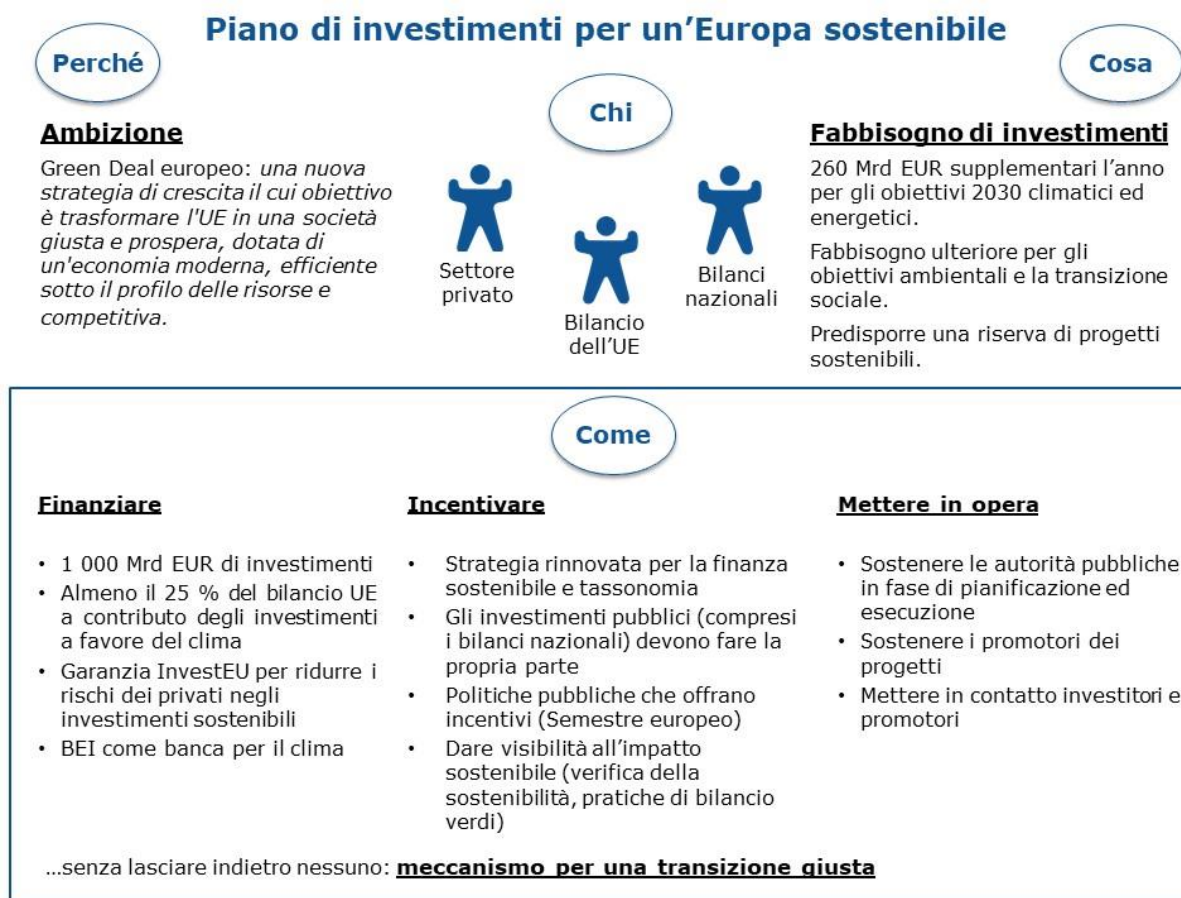 Piano di investimenti per un'Europa sostenibile
Perché
Ambizione
Green Deal europeo: una nuova
strategia di crescita il cui obiettivo
è trasformare l'UE in una società
giusta e prospera, dotata di
un'economia moderna, efficiente
sotto il profilo delle risorse e
competitiva.
Chi
Settore
privato
Bilancio
dell'UE
Bilanci
nazionali
Cosa
Fabbisogno di investimenti
260 Mrd EUR supplementari l'anno
per gli obiettivi 2030 climatici ed
energetici.
Fabbisogno ulteriore per gli
obiettivi ambientali e la transizione
sociale.
Predisporre una riserva di progetti
sostenibili.
Come
Finanziare
• 1 000 Mrd EUR di investimenti
• Almeno il 25 % del bilancio UE
a contributo degli investimenti
a favore del clima
• Garanzia InvestEU per ridurre i
rischi dei privati negli
investimenti sostenibili
• BEI come banca per il clima
Incentivare
• Strategia rinnovata per la finanza
sostenibile e tassonomia
• Gli investimenti pubblici (compresi
i bilanci nazionali) devono fare la
propria parte
• Politiche pubbliche che offrano
incentivi (Semestre europeo)
• Dare visibilità all'impatto
sostenibile (verifica della
sostenibilità, pratiche di bilancio
verdi)
Mettere in opera
• Sostenere le autorità pubbliche
in fase di pianificazione ed
esecuzione
• Sostenere i promotori dei
progetti
• Mettere in contatto investitori e
promotori
…senza lasciare indietro nessuno: meccanismo per una transizione giusta